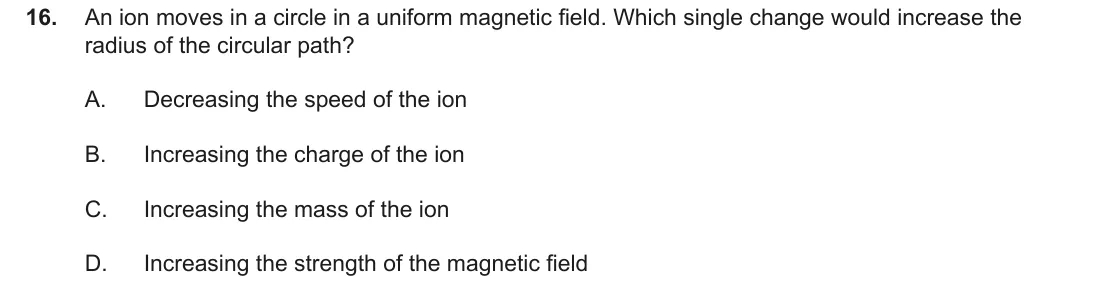 16. An ion moves in a circle in a uniform magnetic field. Which single change would increase the
radius of the circular path?
A. Decreasing the speed of the ion
B. Increasing the charge of the ion
C. Increasing the mass of the ion
D. Increasing the strength of the magnetic field